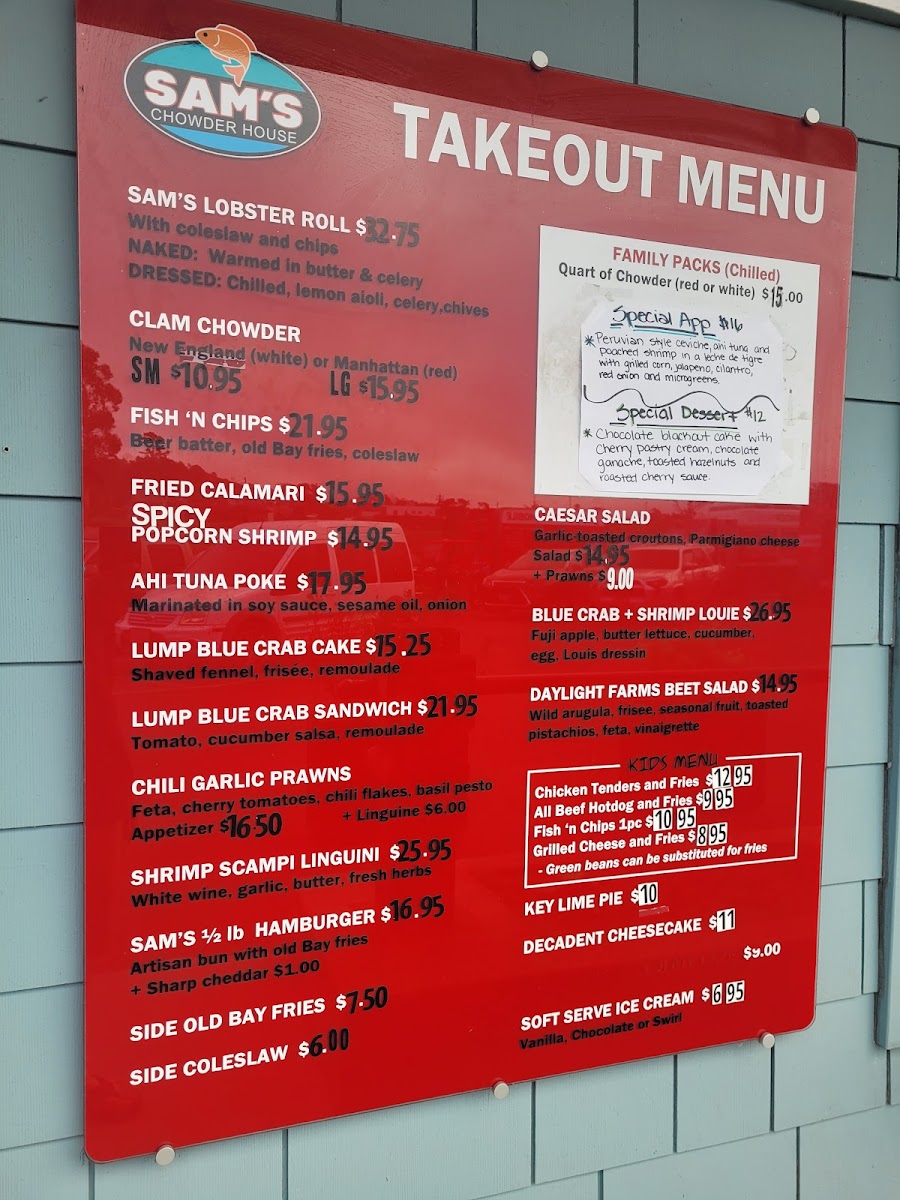 SAM'S
CHOWDER HOUSE
TAKEOUT MENU
SAM'S LOBSTER ROLL $32.75
With coleslaw and chips
NAKED: Warmed in butter & celery
DRESSED: Chilled, lemon aioli, celery,chives
CLAM CHOWDER
New England (white) or Manhattan (red)
SM $10.95 LG $15.95
FISH 'N CHIPS $21.95
Beer batter, old Bay fries, coleslaw
FRIED CALAMARI $15.95
SPICY
POPCORN SHRIMP $14.95
AHI TUNA POKE $17.95
Marinated in soy sauce, sesame oil, onion
LUMP BLUE CRAB CAKE $15.25
Shaved fennel, frisée, remoulade
LUMP BLUE CRAB SANDWICH $21.95
Tomato, cucumber salsa, remoulade
CHILI GARLIC PRAWNS
Feta, cherry tomatoes, chili flakes, basil pesto
Appetizer $16.50 + Linguine $6.00
SHRIMP SCAMPI LINGUINI $25.95
White wine, garlic, butter, fresh herbs
SAM'S ½ lb HAMBURGER $16.95
Artisan bun with old Bay fries
+ Sharp cheddar $1.00
SIDE OLD BAY FRIES $7.50
SIDE COLESLAW $6.00
FAMILY PACKS (Chilled)
Quart of Chowder (red or white) $15.00
Special App $16
* Peruvian style ceviche, ahi tuna and
poached shrimp in a leche de tigre
with grilled corn, jalapeno, cilantro,
red onion and microgreens.
Special Dessert $12
* Chocolate blackout cake with
Cherry pastry cream, chocolate
ganache, toasted hazelnuts and
roasted cherry sauce.
CAESAR SALAD
Garlic-toasted croutons, Parmigiano cheese
Salad $14.95
+ Prawns $9.00
BLUE CRAB + SHRIMP LOUIE $26.95
Fuji apple, butter lettuce, cucumber,
egg, Louis dressin
DAYLIGHT FARMS BEET SALAD $14.95
Wild arugula, frisee, seasonal fruit, toasted
pistachios, feta, vinaigrette
KIDS MENU
Chicken Tenders and Fries $12 95
All Beef Hotdog and Fries $9 95
Fish 'n Chips 1pc $10 95
Grilled Cheese and Fries $8 95
- Green beans can be substituted for fries
KEY LIME PIE $10
DECADENT CHEESECAKE $11
$9.00
SOFT SERVE ICE CREAM $6 95
Vanilla, Chocolate or Swirl